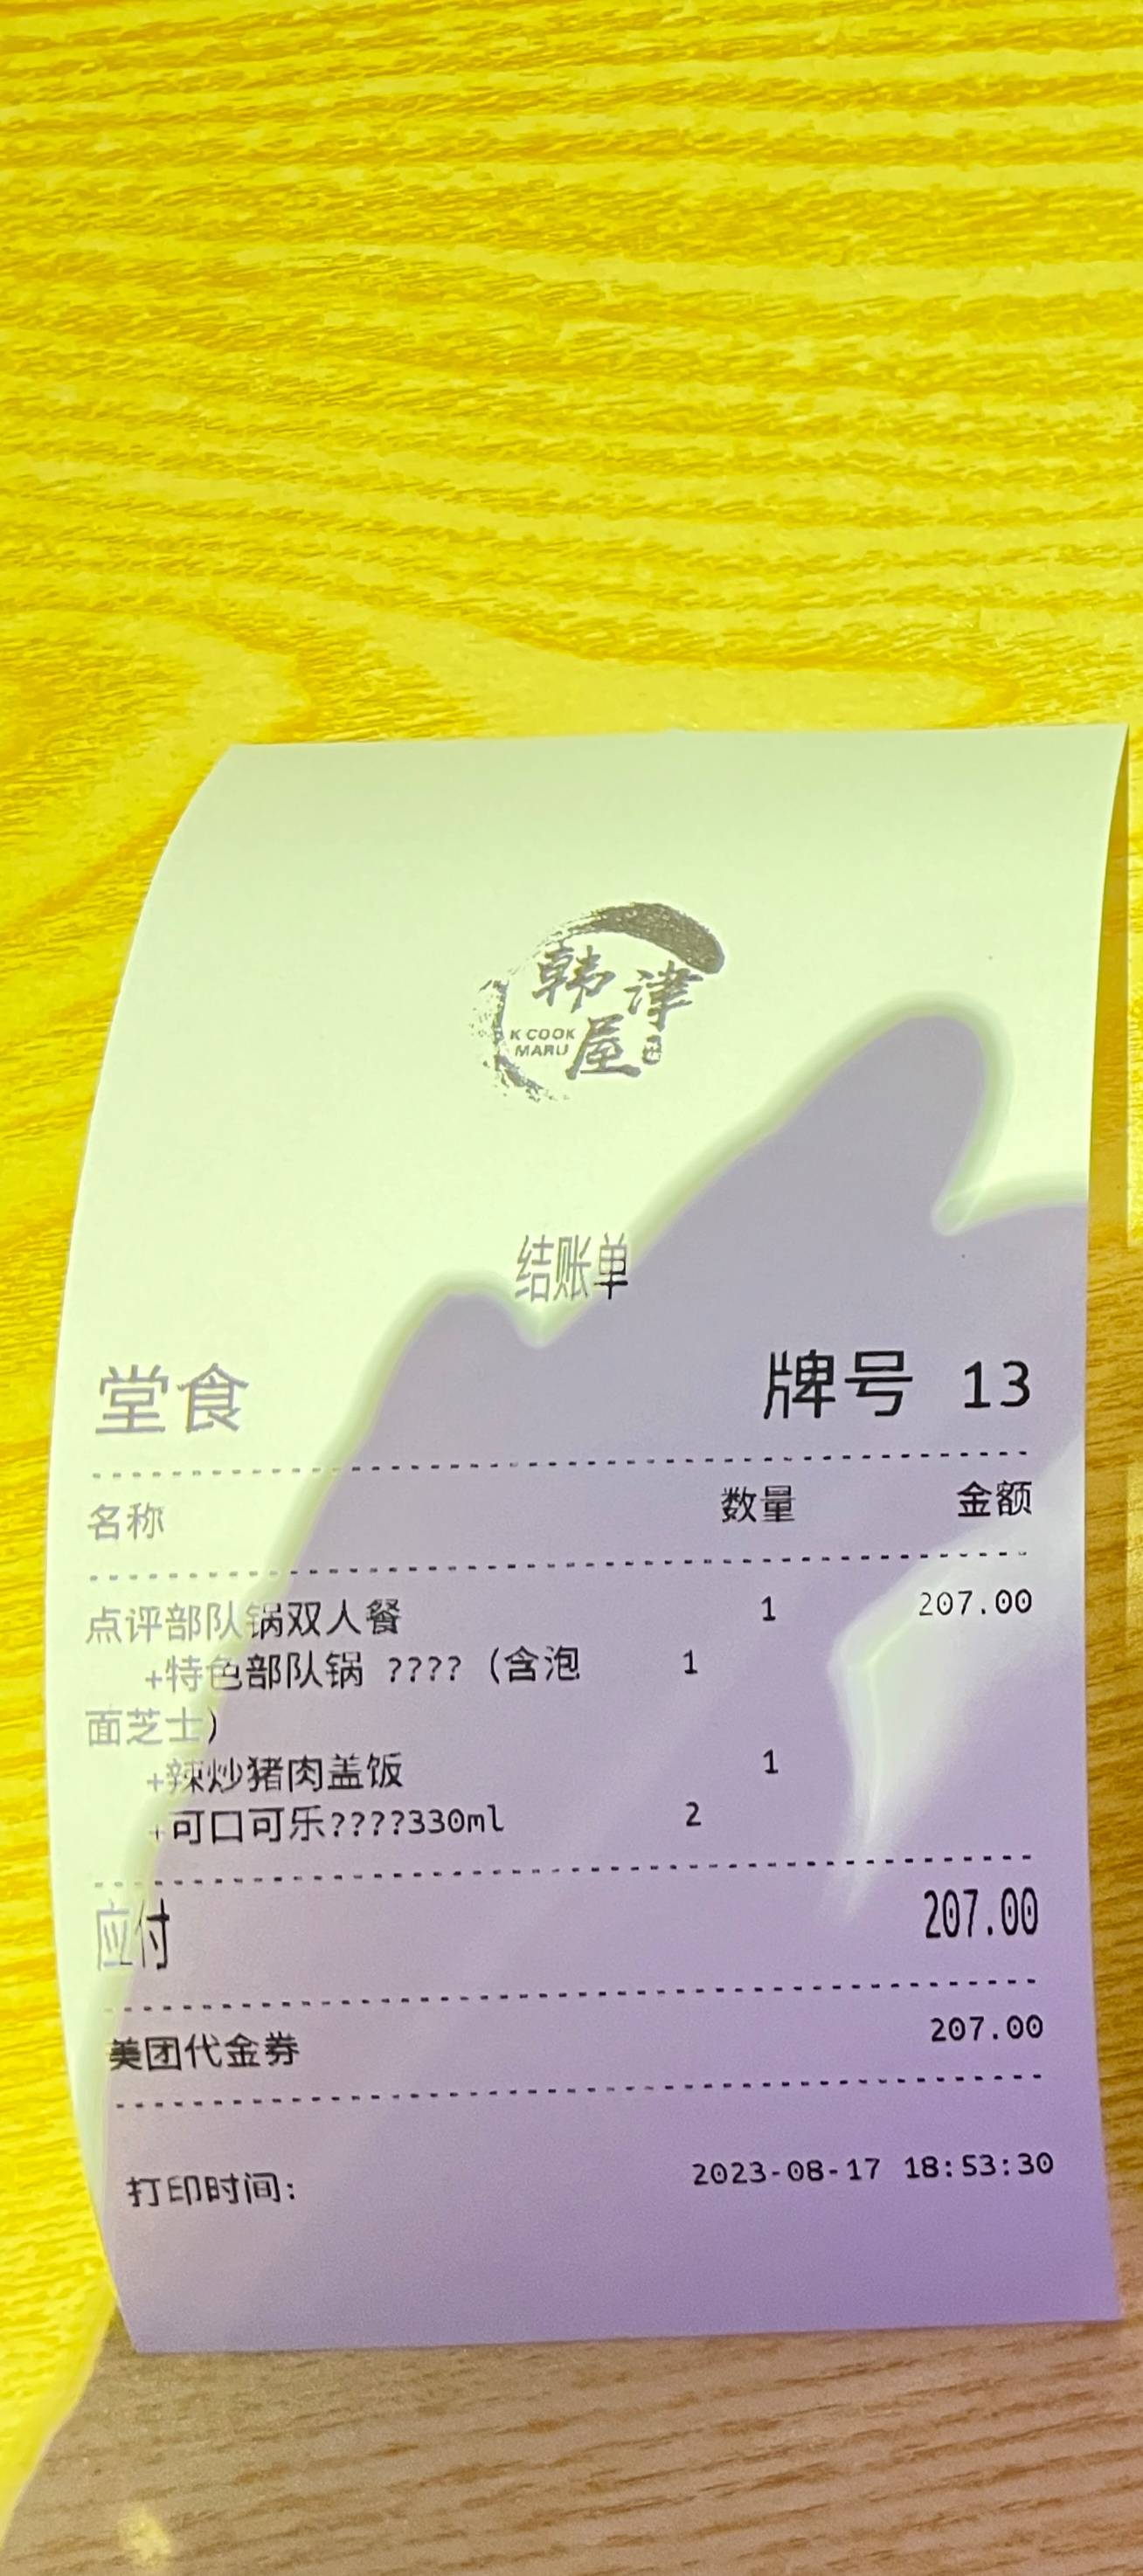 韩津
K COOK
MARU
屋
结账单
堂食 牌号 13
名称 数量 金额
点评部队锅双人餐 1 207.00
+特色部队锅 ????（含泡 1
面芝士）
+辣炒猪肉盖饭 1
+可口可乐????330ml 2
应付 207.00
美团代金券 207.00
打印时间: 2023-08-17 18:53:30